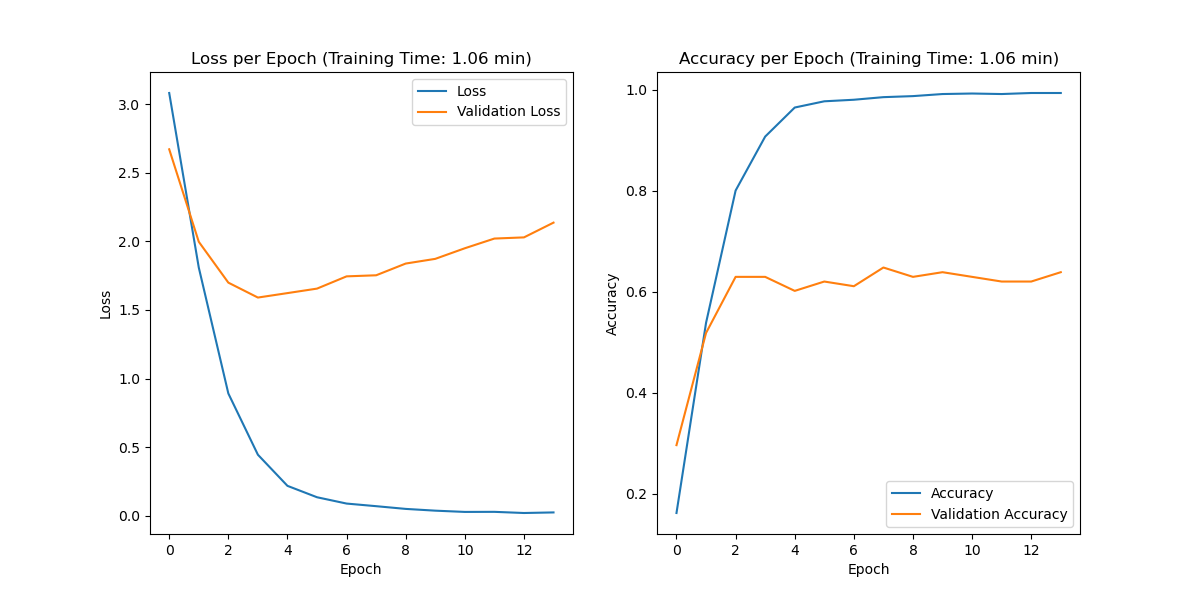 Loss per Epoch (Training Time: 1.06 min)
Loss
Validation Loss
3.0
2.5
2.0
1.5
1.0
0.5
0.0
Loss
0 2 4 6 8 10 12
Epoch
Accuracy per Epoch (Training Time: 1.06 min)
1.0
0.8
0.6
0.4
0.2
Accuracy
Accuracy
Validation Accuracy
0 2 4 6 8 10 12
Epoch